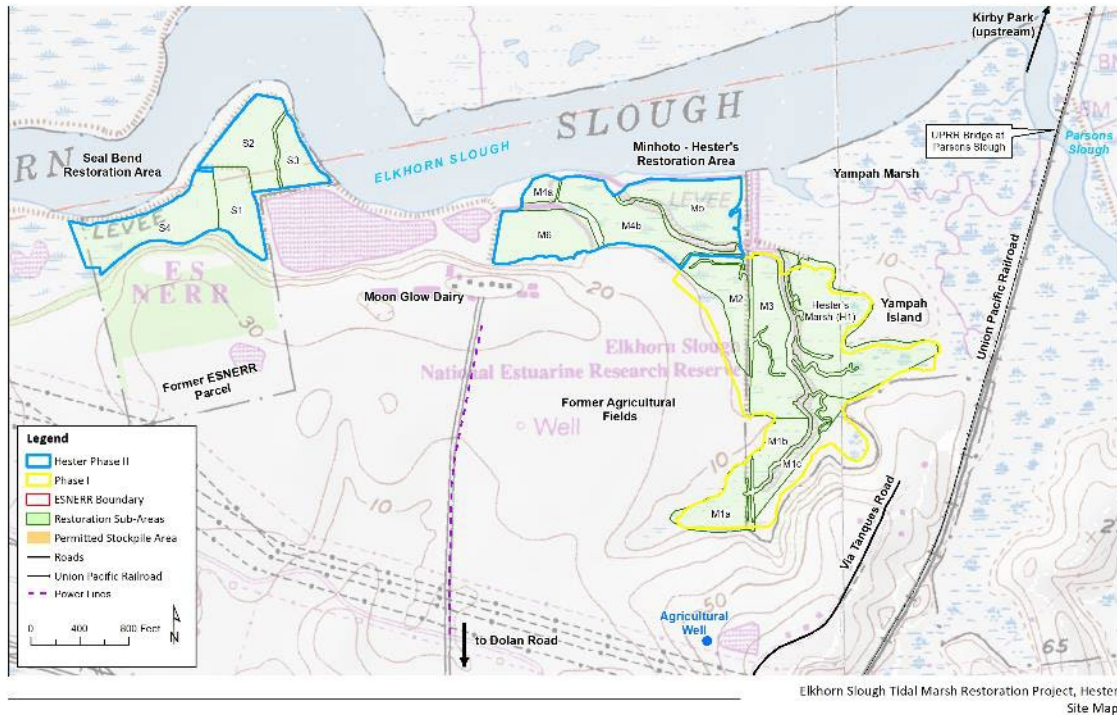 Kirby Park
(upstream)
BM
SLOUGH
S2
UPRR Bridge at
Parsons Slough
Parsons
Slough
RN
Seal Bend
Restoration Area
S3
ELKHORN SLOUGH
Minhoto - Hester's
Restoration Area
Yampah Marsh
M4a
LEVEE
S1
LEVEE
S4
M4b
M6
ES
NERR
Moon Glow Dairy
20
M2
M3
Hester's
Marsh (H1)
Yampah
Island
Union Pacific Railroad
30
Elkhorn Slough
National Estuarine Research Reserve
Former ESNERR
Parcel
Former Agricultural
Fields
Well
10
M1b
M1c
10
M1a
Via Tanques Road
50
Agricultural
Well
to Dolan Road
65
Legend
Hester Phase II
Phase I
ESNERR Boundary
Restoration Sub-Areas
Permitted Stockpile Area
Roads
Union Pacific Railroad
Power Lines
0 400 800 Feet
N
Elkhorn Slough Tidal Marsh Restoration Project, Hester
Site Map